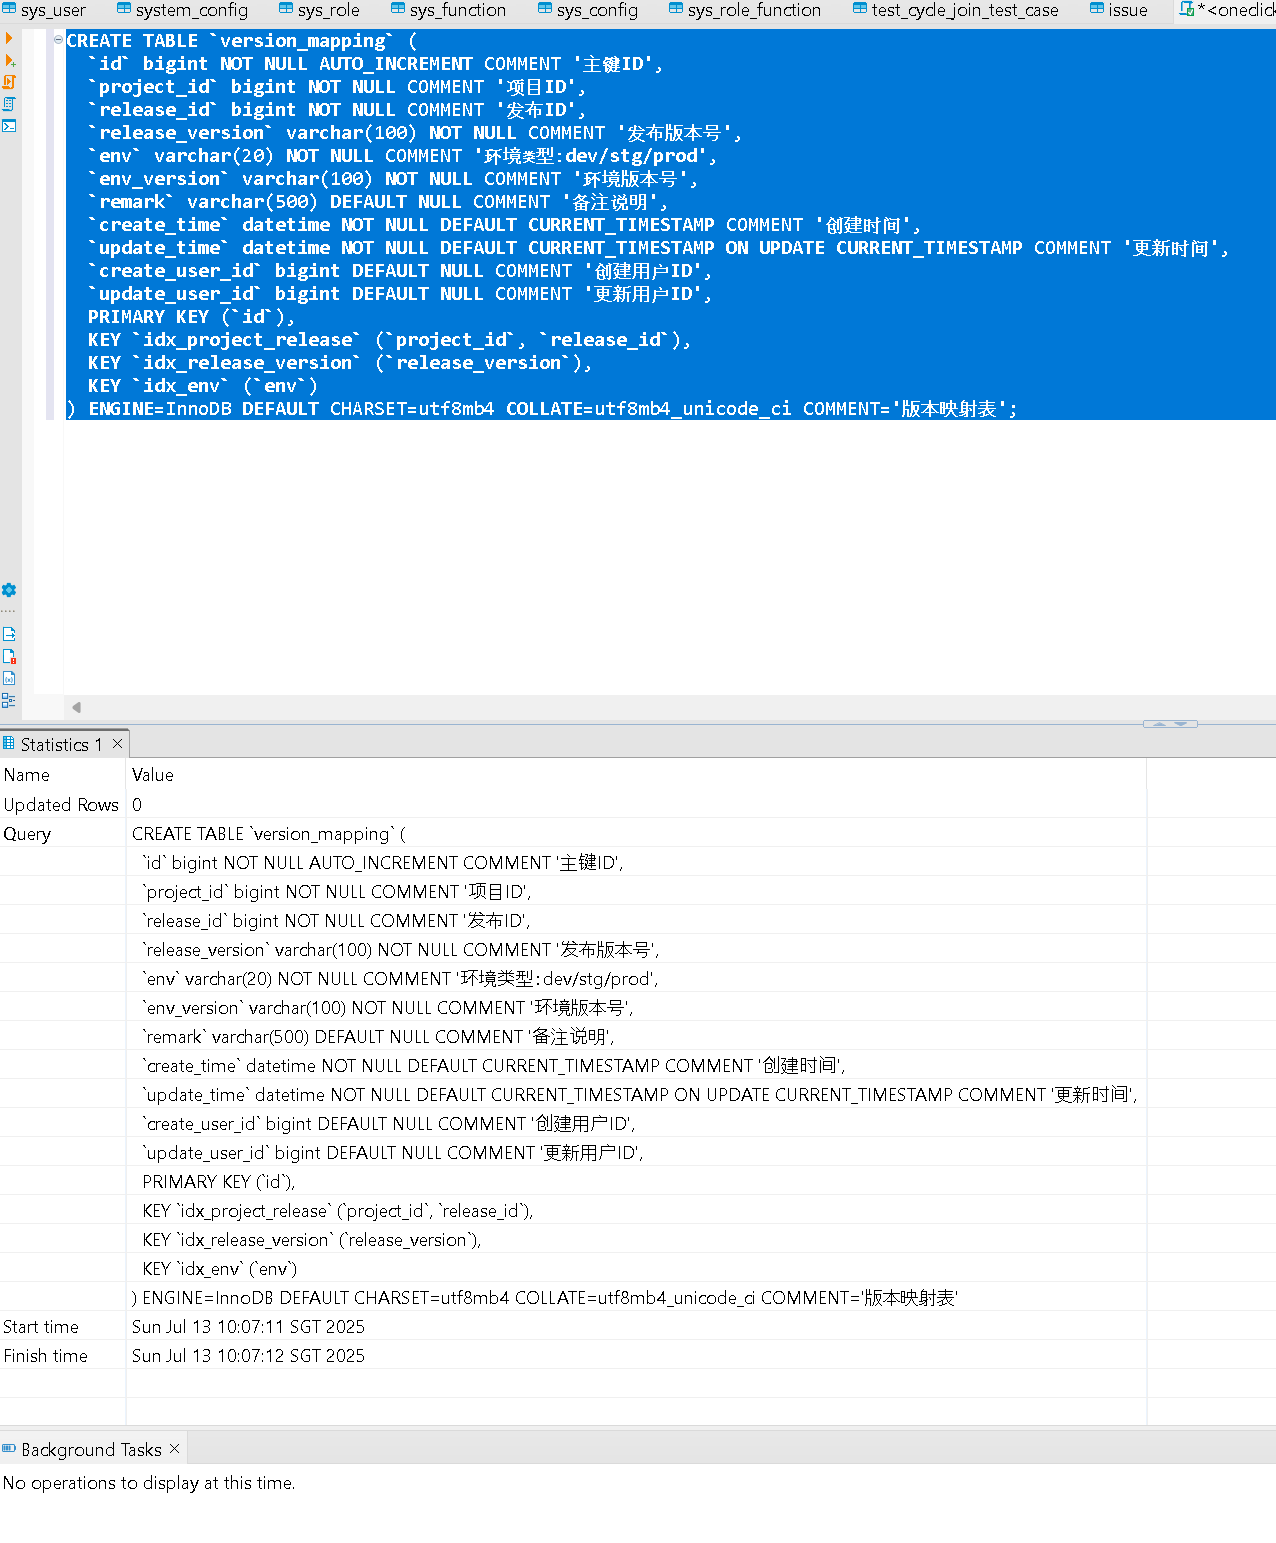 sys_user system_config sys_role sys_function sys_config sys_role_function test_cycle_join_test_case issue *<oneclick
CREATE TABLE `version_mapping` (
`id` bigint NOT NULL AUTO_INCREMENT COMMENT '主键ID',
`project_id` bigint NOT NULL COMMENT '项目ID',
`release_id` bigint NOT NULL COMMENT '发布ID',
`release_version` varchar(100) NOT NULL COMMENT '发布版本号',
`env` varchar(20) NOT NULL COMMENT '环境类型:dev/stg/prod',
`env_version` varchar(100) NOT NULL COMMENT '环境版本号',
`remark` varchar(500) DEFAULT NULL COMMENT '备注说明',
`create_time` datetime NOT NULL DEFAULT CURRENT_TIMESTAMP COMMENT '创建时间',
`update_time` datetime NOT NULL DEFAULT CURRENT_TIMESTAMP ON UPDATE CURRENT_TIMESTAMP COMMENT '更新时间',
`create_user_id` bigint DEFAULT NULL COMMENT '创建用户ID',
`update_user_id` bigint DEFAULT NULL COMMENT '更新用户ID',
PRIMARY KEY (`id`),
KEY `idx_project_release` (`project_id`, `release_id`),
KEY `idx_release_version` (`release_version`),
KEY `idx_env` (`env`)
) ENGINE=InnoDB DEFAULT CHARSET=utf8mb4 COLLATE=utf8mb4_unicode_ci COMMENT='版本映射表';
Statistics 1
Name Value
Updated Rows 0
Query CREATE TABLE `version_mapping` (
`id` bigint NOT NULL AUTO_INCREMENT COMMENT '主键ID',
`project_id` bigint NOT NULL COMMENT '项目ID',
`release_id` bigint NOT NULL COMMENT '发布ID',
`release_version` varchar(100) NOT NULL COMMENT '发布版本号',
`env` varchar(20) NOT NULL COMMENT '环境类型:dev/stg/prod',
`env_version` varchar(100) NOT NULL COMMENT '环境版本号',
`remark` varchar(500) DEFAULT NULL COMMENT '备注说明',
`create_time` datetime NOT NULL DEFAULT CURRENT_TIMESTAMP COMMENT '创建时间',
`update_time` datetime NOT NULL DEFAULT CURRENT_TIMESTAMP ON UPDATE CURRENT_TIMESTAMP COMMENT '更新时间',
`create_user_id` bigint DEFAULT NULL COMMENT '创建用户ID',
`update_user_id` bigint DEFAULT NULL COMMENT '更新用户ID',
PRIMARY KEY (`id`),
KEY `idx_project_release` (`project_id`, `release_id`),
KEY `idx_release_version` (`release_version`),
KEY `idx_env` (`env`)
) ENGINE=InnoDB DEFAULT CHARSET=utf8mb4 COLLATE=utf8mb4_unicode_ci COMMENT='版本映射表'
Start time Sun Jul 13 10:07:11 SGT 2025
Finish time Sun Jul 13 10:07:12 SGT 2025
Background Tasks
No operations to display at this time.